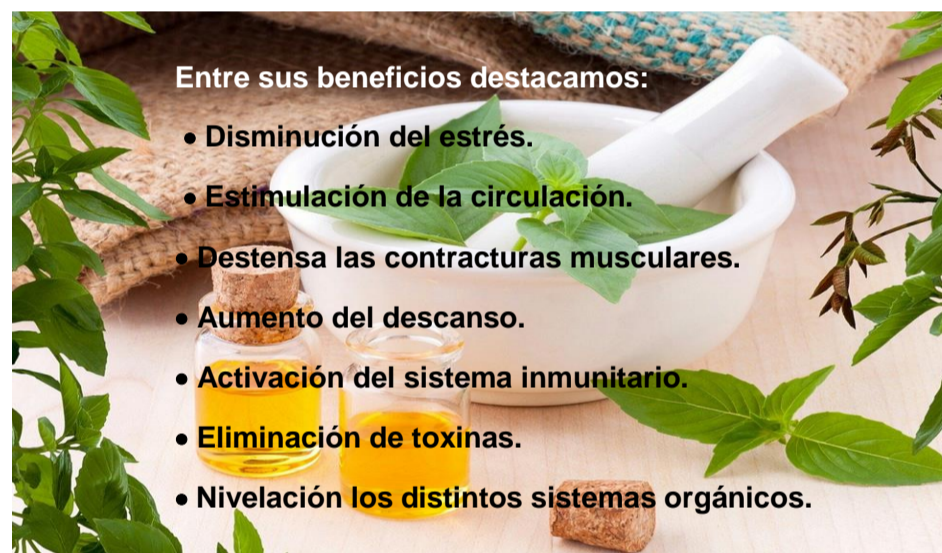 Entre sus beneficios destacamos:
• Disminución del estrés.
• Estimulación de la circulación.
• Destensa las contracturas musculares.
• Aumento del descanso.
• Activación del sistema inmunitario.
• Eliminación de toxinas.
• Nivelación los distintos sistemas orgánicos.